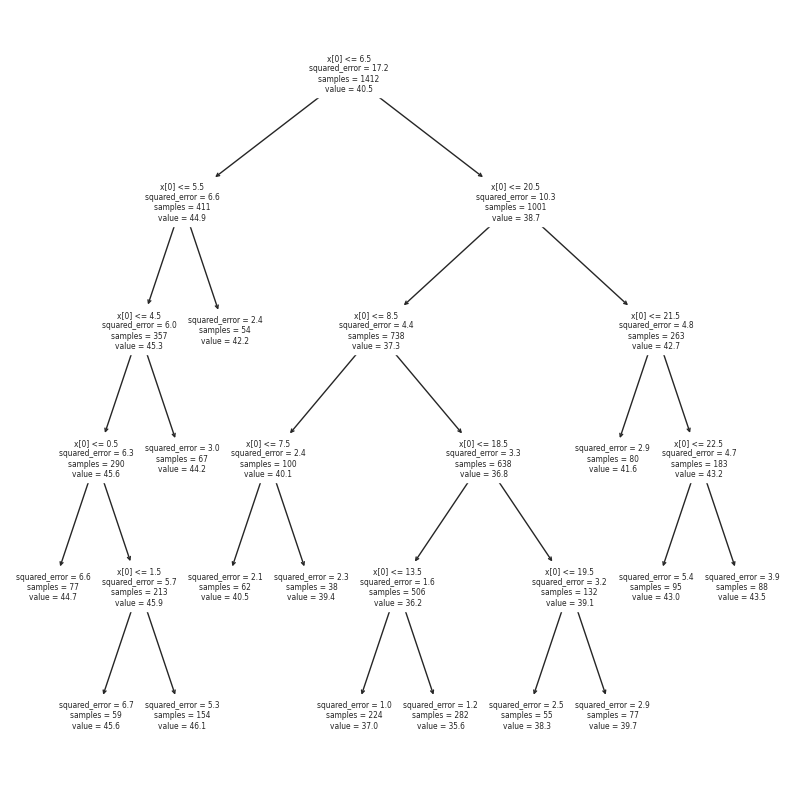 x[0] <= 6.5
squared_error = 17.2
samples = 1412
value = 40.5
x[0] <= 5.5
squared_error = 6.6
samples = 411
value = 44.9
x[0] <= 20.5
squared_error = 10.3
samples = 1001
value = 38.7
x[0] <= 4.5
squared_error = 6.0
samples = 357
value = 45.3
squared_error = 2.4
samples = 54
value = 42.2
x[0] <= 8.5
squared_error = 4.4
samples = 738
value = 37.3
x[0] <= 21.5
squared_error = 4.8
samples = 263
value = 42.7
x[0] <= 0.5
squared_error = 6.3
samples = 290
value = 45.6
squared_error = 3.0
samples = 67
value = 44.2
x[0] <= 7.5
squared_error = 2.4
samples = 100
value = 40.1
x[0] <= 18.5
squared_error = 3.3
samples = 638
value = 36.8
squared_error = 2.9
samples = 80
value = 41.6
x[0] <= 22.5
squared_error = 4.7
samples = 183
value = 43.2
squared_error = 6.6
samples = 77
value = 44.7
x[0] <= 1.5
squared_error = 5.7
samples = 213
value = 45.9
squared_error = 2.1
samples = 62
value = 40.5
squared_error = 2.3
samples = 38
value = 39.4
x[0] <= 13.5
squared_error = 1.6
samples = 506
value = 36.2
x[0] <= 19.5
squared_error = 3.2
samples = 132
value = 39.1
squared_error = 5.4
samples = 95
value = 43.0
squared_error = 3.9
samples = 88
value = 43.5
squared_error = 6.7
samples = 59
value = 45.6
squared_error = 5.3
samples = 154
value = 46.1
squared_error = 1.0
samples = 224
value = 37.0
squared_error = 1.2
samples = 282
value = 35.6
squared_error = 2.5
samples = 55
value = 38.3
squared_error = 2.9
samples = 77
value = 39.7